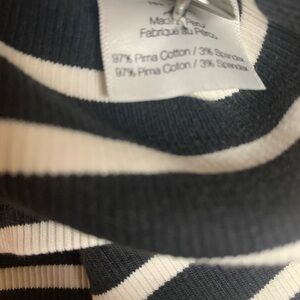 Made in Peru
Fabriqué au Pérou
97% Pima Cotton / 3% Spandex
97% Pima Coton / 3% Spandex